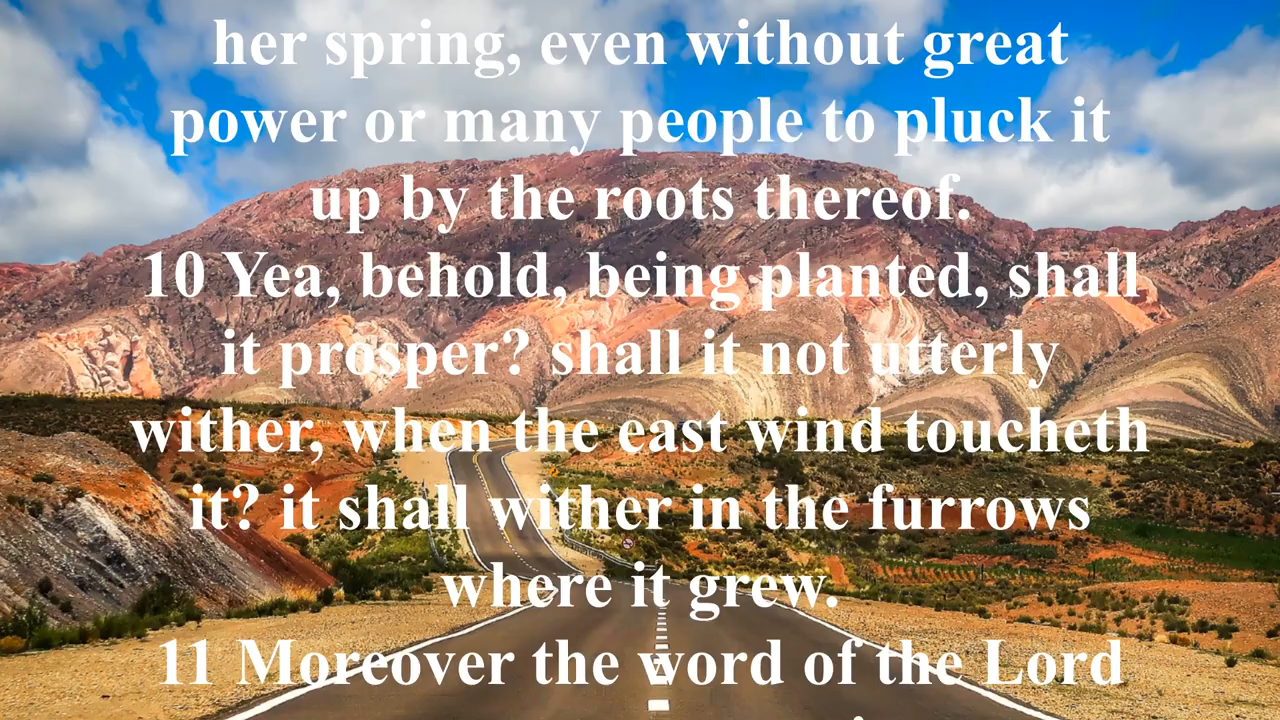 her spring, even without great
power or many people to pluck it
up by the roots thereof.
10 Yea, behold, being planted, shall
it prosper? shall it not utterly
wither, when the east wind toucheth
it? it shall wither in the furrows
where it grew.
11 Moreover the word of the Lord